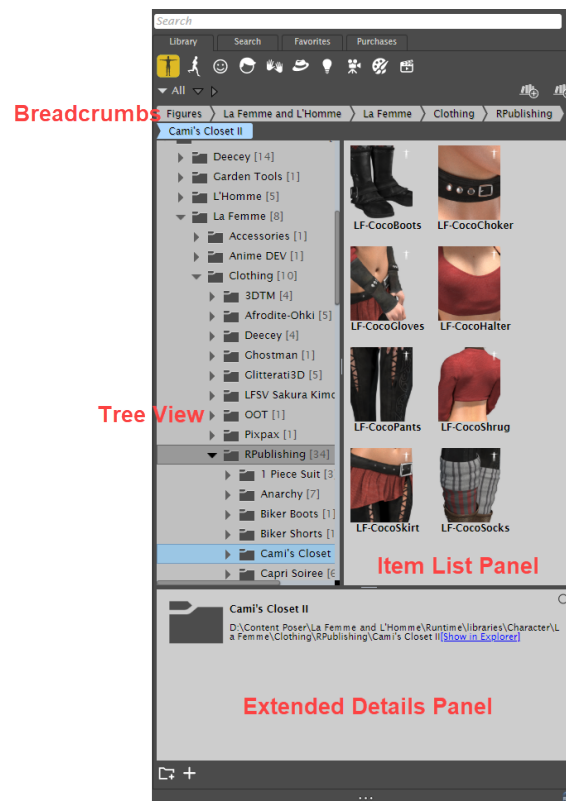 Search
Library Search Favorites Purchases
All
Breadcrumbs
Figures La Femme and L'Homme La Femme Clothing RPublishing
Cami's Closet II
Deecey [14]
Garden Tools [1]
L'Homme [5]
La Femme [8]
Accessories [1]
Anime DEV [1]
Clothing [10]
3DTM [4]
Afrodite-Ohki [5]
Deecey [4]
Ghostman [1]
Glitterati3D [5]
LFSV Sakura Kimo
Tree View
OOT [1]
Pixpax [1]
RPublishing [34]
1 Piece Suit [3
Anarchy [7]
Biker Boots [1]
Biker Shorts [1
Cami's Closet
Capri Soiree [6
LF-CocoBoots LF-CocoChoker
LF-CocoGloves LF-CocoHalter
LF-CocoPants LF-CocoShrug
LF-CocoSkirt LF-CocoSocks
Item List Panel
Cami's Closet II
D:\Content Poser\La Femme and L'Homme\Runtime\libraries\Character\L
a Femme\Clothing\RPublishing\Cami's Closet II[Show in Explorer]
Extended Details Panel